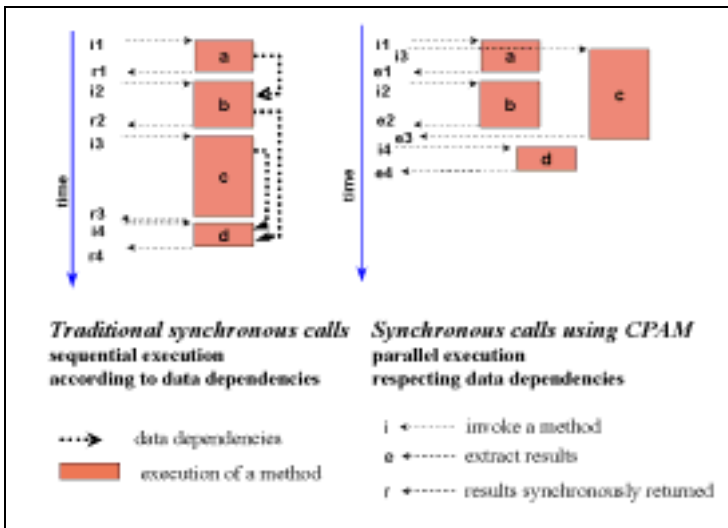 i1
a
r1
i2
b
r2
i3
c
r3
i4
d
r4
time
i1
i3
a
e1
i2
b
c
e2
e3
i4
d
e4
time
Traditional synchronous calls
sequential execution
according to data dependencies
data dependencies
execution of a method
Synchronous calls using CPAM
parallel execution
respecting data dependencies
i invoke a method
e extract results
r results synchronously returned